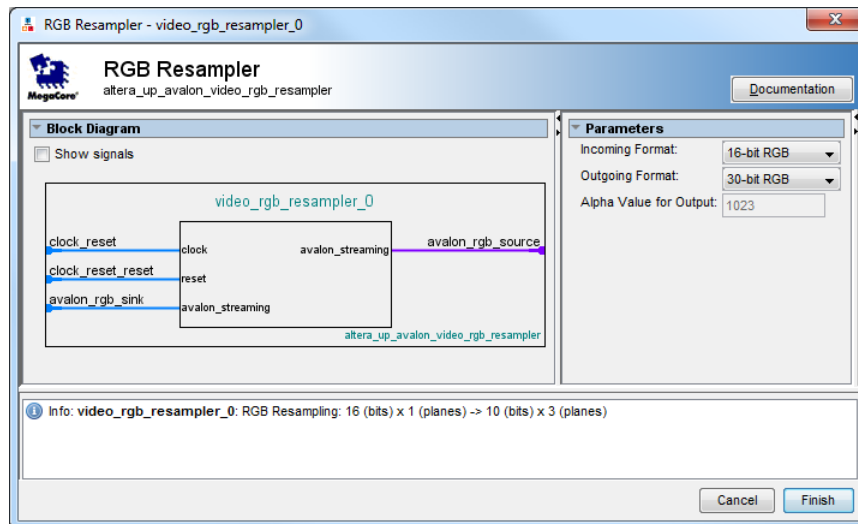 RGB Resampler - video_rgb_resampler_0
x
MegaCore®
RGB Resampler
altera_up_avalon_video_rgb_resampler
Documentation
Block Diagram
Show signals
video_rgb_resampler_0
clock_reset
clock
avalon_streaming
avalon_rgb_source
clock_reset_reset
reset
avalon_rgb_sink
avalon_streaming
altera_up_avalon_video_rgb_resampler
Parameters
Incoming Format: 16-bit RGB
Outgoing Format: 30-bit RGB
Alpha Value for Output: 1023
Info: video_rgb_resampler_0: RGB Resampling: 16 (bits) x 1 (planes) -> 10 (bits) x 3 (planes)
Cancel
Finish